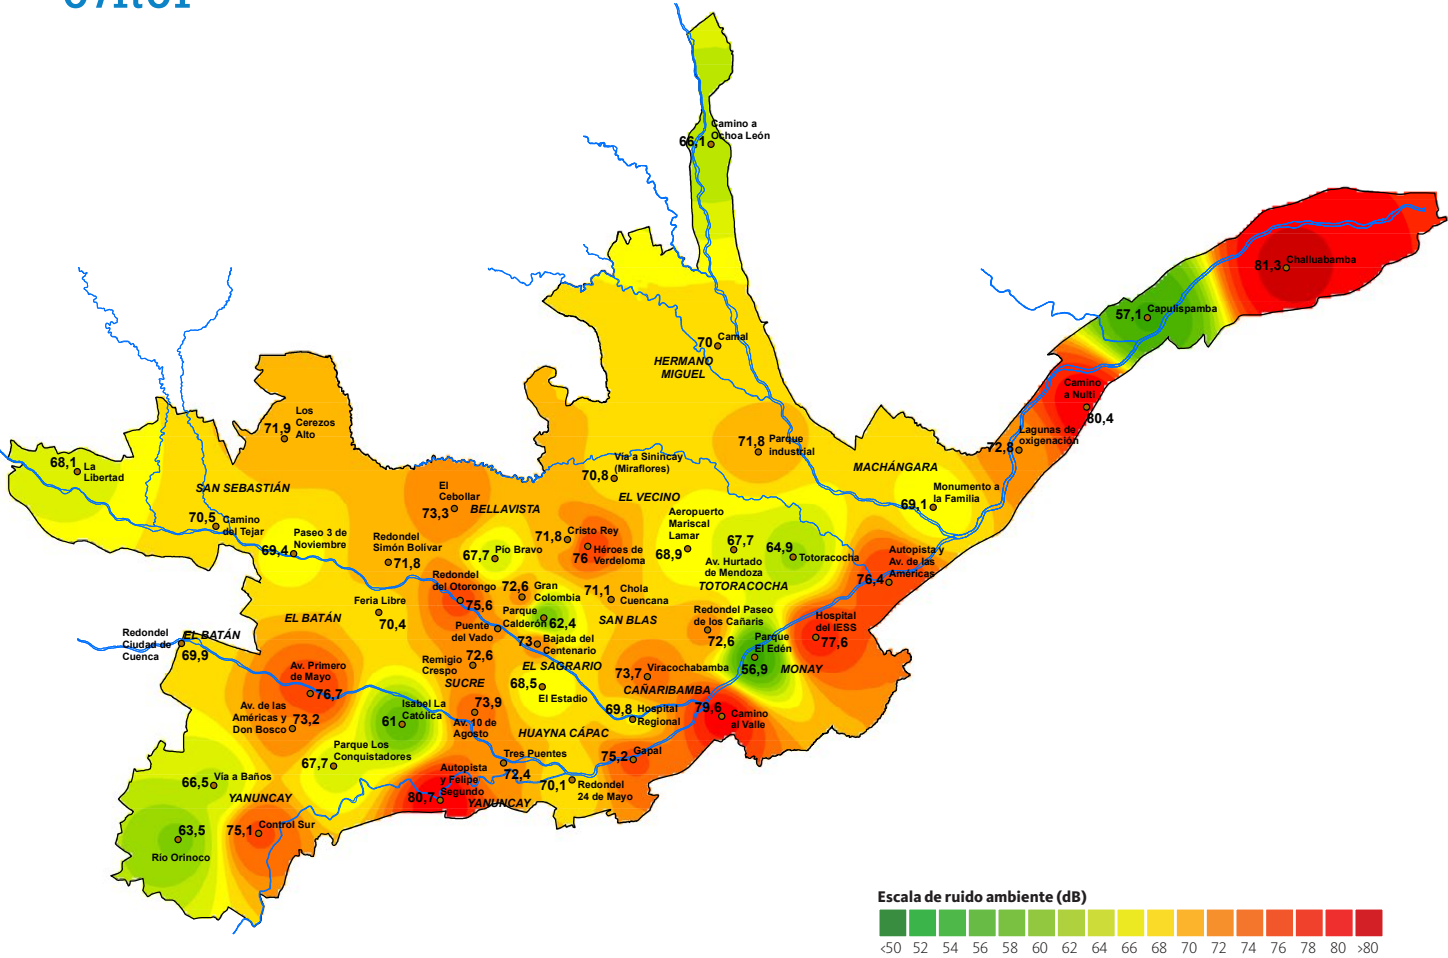 Camino a
Ochoa León
66,1
Challuabamba
81,3
Capulispamba
57,1
Camal
70
HERMANO
MIGUEL
Camino
a Nulti
80,4
Los
Cerezos
Alto
71,9
Lagunas de
oxigenación
72,8
Parque
industrial
71,8
Via a Sinincay
(Miraflores)
70,8
La
Libertad
68,1
MACHÁNGARA
SAN SEBASTIÁN
El
Cebollar
73,3
BELLAVISTA
EL VECINO
Monumento a
la Familia
69,1
Camino
del Tejar
70,5
Aeropuerto
Mariscal
Lamar
68,9
Paseo 3 de
Noviembre
69,4
Redondel
Simón Bolivar
71,8
Pío Bravo
67,7
Cristo Rey
71,8
Héroes de
Verdeloma
76
67,7
Av. Hurtado
de Mendoza
64,9
Totoracocha
Autopista y
Av. de las
Américas
76,4
TOTORACOCHA
Redondel
del Otorongo
75,6
72,6
Gran
Colombia
71,1
Chola
Cuencana
Feria Libre
70,4
EL BATÁN
Parque
Calderón
62,4
SAN BLAS
Redondel Paseo
de los Cañaris
72,6
Hospital
del IESS
77,6
Puente
del Vado
73
Bajada del
Centenario
Redondel
Ciudad de
Cuenca
EL BATÁN
69,9
Parque
El Edén
56,9
MONAY
Remigio
Crespo
72,6
EL SAGRARIO
Av. Primero
de Mayo
76,7
SUCRE
68,5
El Estadio
73,7
Viracochabamba
CAÑARIBAMBA
Av. de las
Américas y
Don Bosco
73,2
Isabel La
Católica
61
73,9
Av. 10 de
Agosto
69,8
Hospital
Regional
79,6
Camino
al Valle
HUAYNA CÁPAC
Parque Los
Conquistadores
67,7
Tres Puentes
72,4
75,2
Gapal
66,5
Via a Baños
YANUNCAY
Autopista
y Felipe
Segundo
80,7
YANUNCAY
70,1
Redondel
24 de Mayo
63,5
Rio Orinoco
75,1
Control Sur
Escala de ruido ambiente (dB)
<50 52 54 56 58 60 62 64 66 68 70 72 74 76 78 80 >80